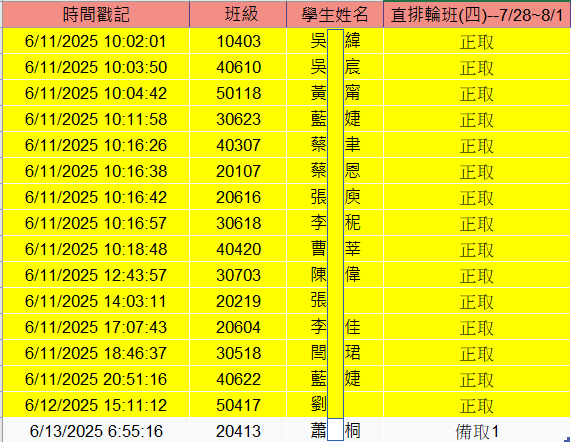 時間戳記 班級 學生姓名 直排輪班(四)--7/28~8/1
6/11/2025 10:02:01 10403 吳 緯 正取
6/11/2025 10:03:50 40610 吳 宸 正取
6/11/2025 10:04:42 50118 黃 甯 正取
6/11/2025 10:11:58 30623 藍 婕 正取
6/11/2025 10:16:26 40307 蔡 聿 正取
6/11/2025 10:16:38 20107 蔡 恩 正取
6/11/2025 10:16:42 20616 張 庾 正取
6/11/2025 10:16:57 30618 李 秜 正取
6/11/2025 10:18:48 40420 曹 莘 正取
6/11/2025 12:43:57 30703 陳 偉 正取
6/11/2025 14:03:11 20219 張 正取
6/11/2025 17:07:43 20604 李 佳 正取
6/11/2025 18:46:37 30518 閆 珺 正取
6/11/2025 20:51:16 40622 藍 婕 正取
6/12/2025 15:11:12 50417 劉 正取
6/13/2025 6:55:16 20413 蕭 桐 備取1